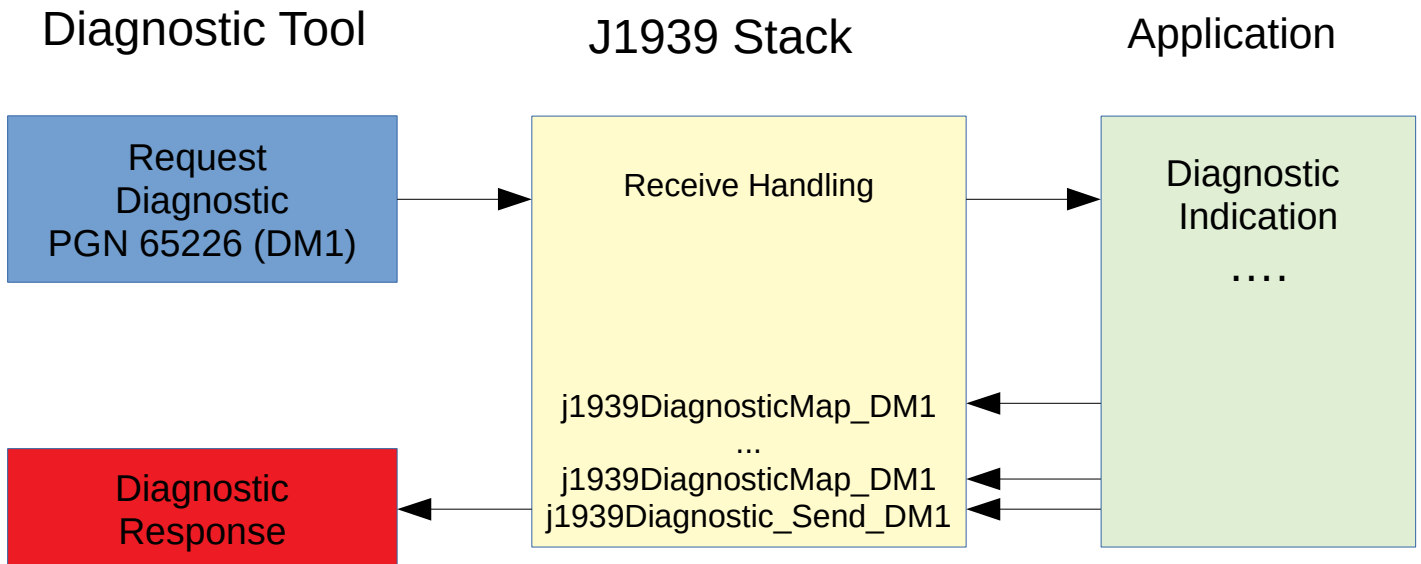 Diagnostic Tool
J1939 Stack
Application
Request
Diagnostic
PGN 65226 (DM1)
Receive Handling
Diagnostic
Indication
....
j1939DiagnosticMap_DM1
...
j1939DiagnosticMap_DM1
j1939Diagnostic_Send_DM1
Diagnostic
Response